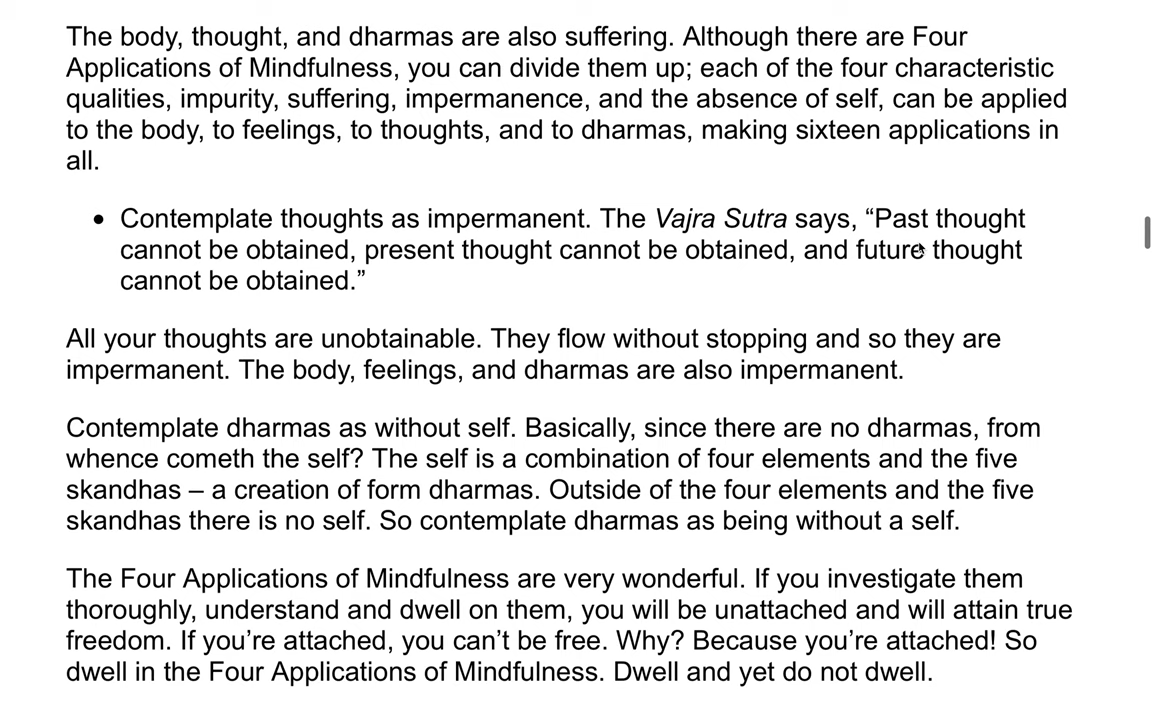 The body, thought, and dharmas are also suffering. Although there are Four
Applications of Mindfulness, you can divide them up; each of the four characteristic
qualities, impurity, suffering, impermanence, and the absence of self, can be applied
to the body, to feelings, to thoughts, and to dharmas, making sixteen applications in
all.
• Contemplate thoughts as impermanent. The Vajra Sutra says, “Past thought
cannot be obtained, present thought cannot be obtained, and future thought
cannot be obtained.”
All your thoughts are unobtainable. They flow without stopping and so they are
impermanent. The body, feelings, and dharmas are also impermanent.
Contemplate dharmas as without self. Basically, since there are no dharmas, from
whence cometh the self? The self is a combination of four elements and the five
skandhas – a creation of form dharmas. Outside of the four elements and the five
skandhas there is no self. So contemplate dharmas as being without a self.
The Four Applications of Mindfulness are very wonderful. If you investigate them
thoroughly, understand and dwell on them, you will be unattached and will attain true
freedom. If you’re attached, you can’t be free. Why? Because you’re attached! So
dwell in the Four Applications of Mindfulness. Dwell and yet do not dwell.